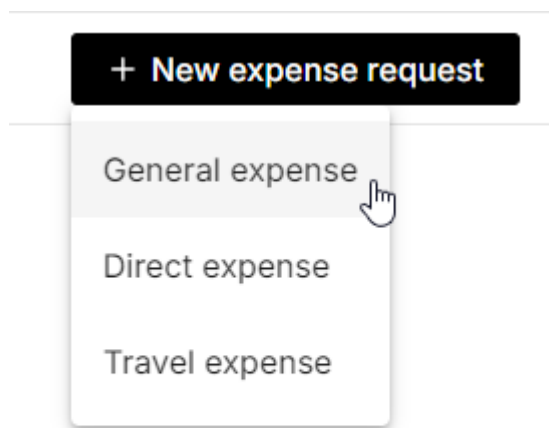 + New expense request
General expense
Direct expense
Travel expense